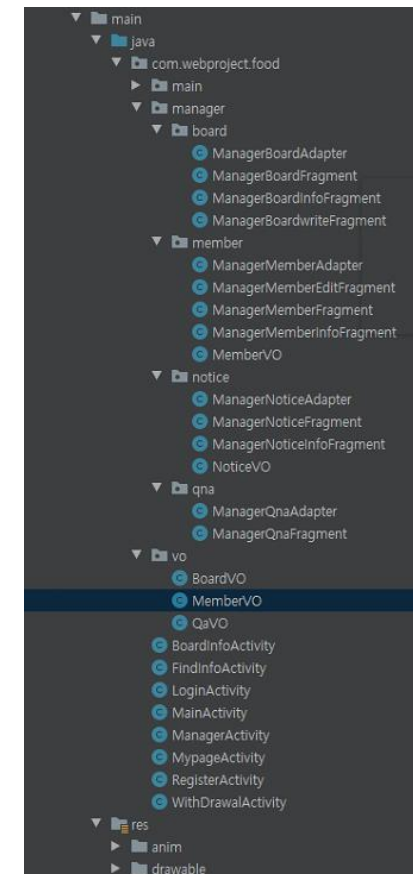 main
java
com.webproject.food
main
manager
board
ManagerBoardAdapter
ManagerBoardFragment
ManagerBoardInfoFragment
ManagerBoardwriteFragment
member
ManagerMemberAdapter
ManagerMemberEditFragment
ManagerMemberFragment
ManagerMemberInfoFragment
MemberVO
notice
ManagerNoticeAdapter
ManagerNoticeFragment
ManagerNoticeInfoFragment
NoticeVO
qna
ManagerQnaAdapter
ManagerQnaFragment
vo
BoardVO
MemberVO
QaVO
BoardInfoActivity
FindInfoActivity
LoginActivity
MainActivity
ManagerActivity
MypageActivity
RegisterActivity
WithDrawalActivity
res
anim
drawable